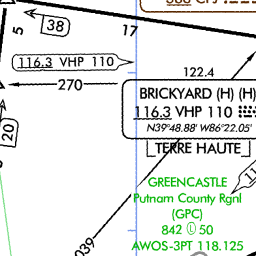 38
5
17
116.3 VHP 110
270
122.4
BRICKYARD (H) (H)
116.3 VHP 110
N39°48.88' W86°22.05'
20
TERRE HAUTE
GREENCASTLE
Putnam County Rgnl
(GPC)
842 Ⓛ 50
AWOS-3PT 118.125
039